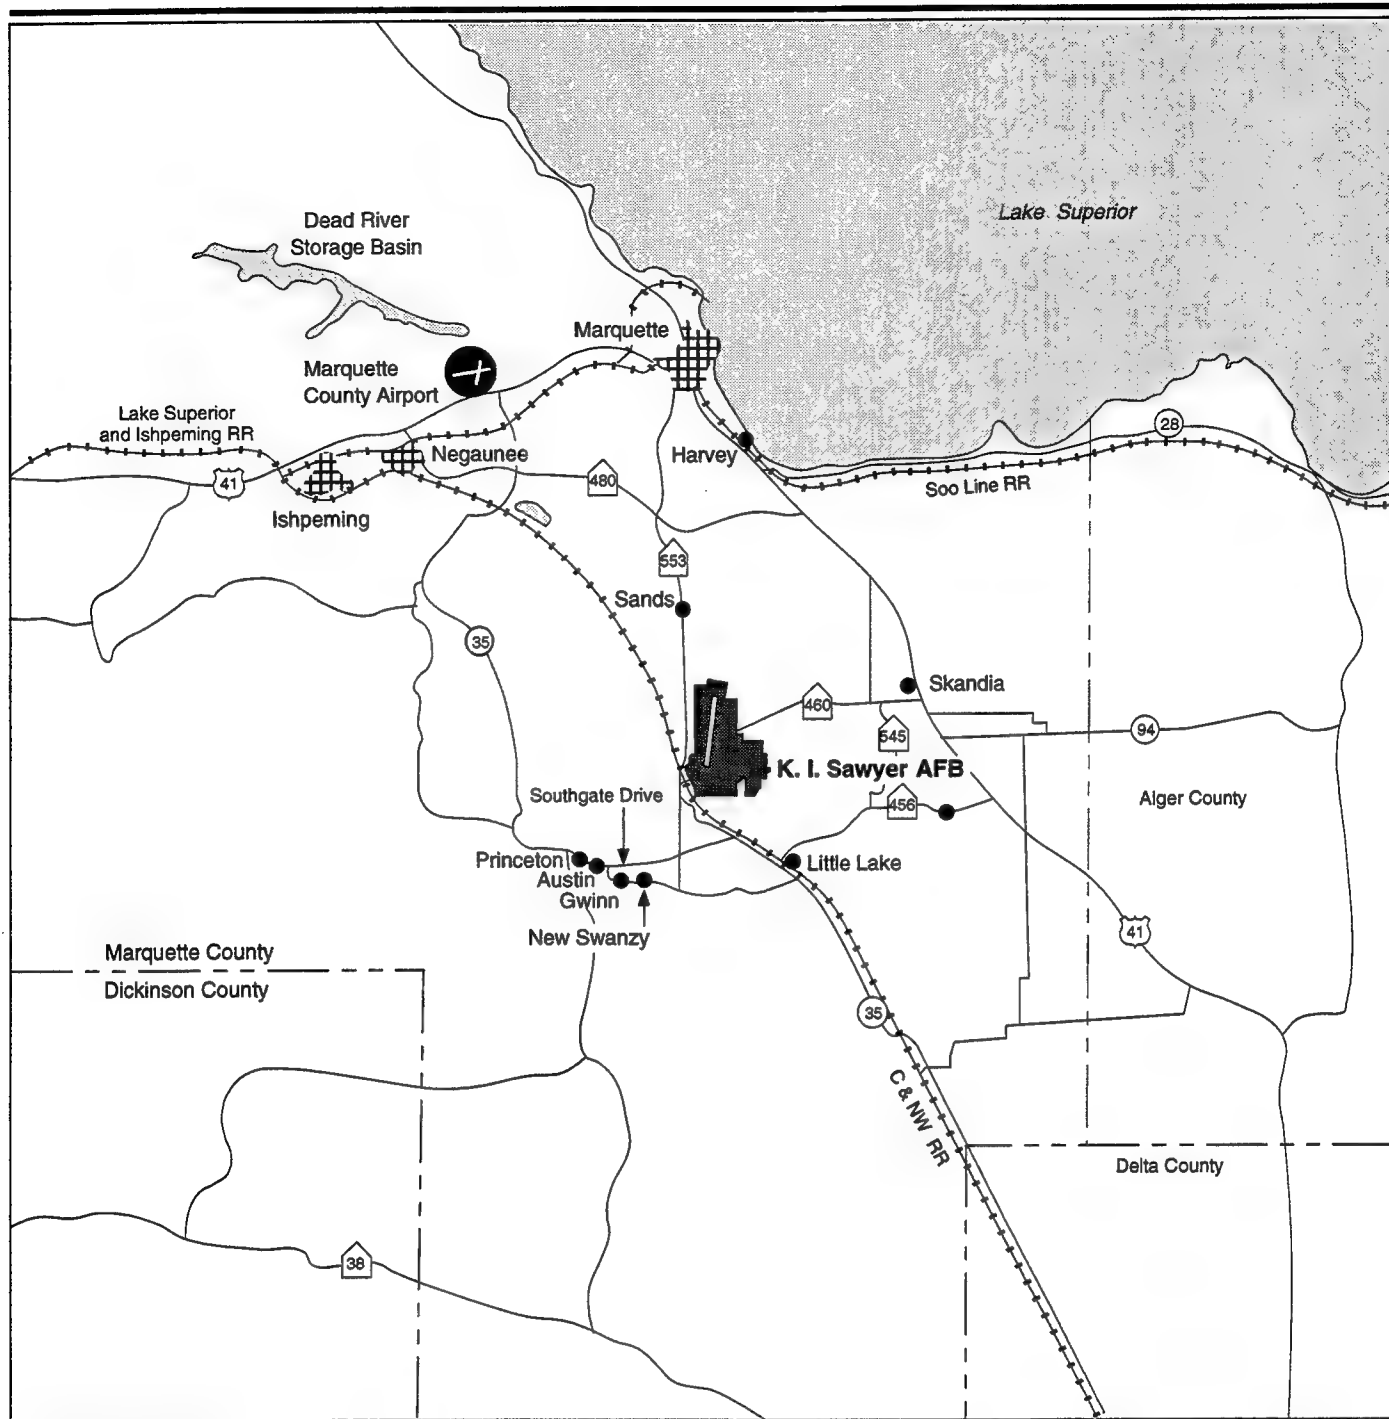 Lake Superior
Dead River
Storage Basin
Marquette
Marquette
County Airport
Lake Superior
and Ishpeming RR
28
Negaunee
Harvey
41
480
Soo Line RR
Ishpeming
553
Sands
35
Skandia
460
94
545
K. I. Sawyer AFB
Southgate Drive
Alger County
456
Princeton
Little Lake
Austin
Gwinn
41
New Swanzy
Marquette County
Dickinson County
35
C & NW RR
Delta County
38